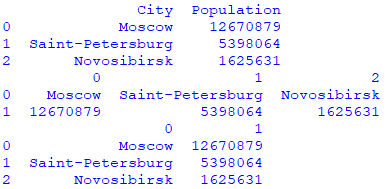 City Population
0 Moscow 12670879
1 Saint-Petersburg 5398064
2 Novosibirsk 1625631
0 1 2
0 Moscow Saint-Petersburg Novosibirsk
1 12670879 5398064 1625631
0 1
0 Moscow 12670879
1 Saint-Petersburg 5398064
2 Novosibirsk 1625631